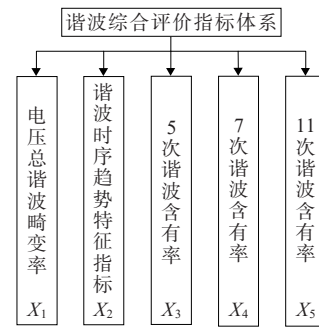 谐波综合评价指标体系
电压总谐波畸变率 X1
谐波时序趋势特征指标 X2
5次谐波含有率 X3
7次谐波含有率 X4
11次谐波含有率 X5